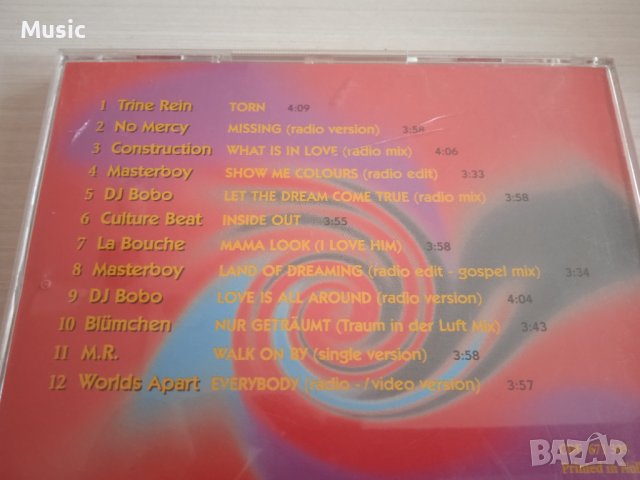 Music
1 Trine Rein TORN 4:09
2 No Mercy MISSING (radio version) 3:58
3 Construction WHAT IS IN LOVE (radio mix) 4:06
4 Masterboy SHOW ME COLOURS (radio edit) 3:33
5 DJ Bobo LET THE DREAM COME TRUE (radio mix) 3:58
6 Culture Beat INSIDE OUT 3:55
7 La Bouche MAMA LOOK (I LOVE HIM) 3:58
8 Masterboy LAND OF DREAMING (radio edit - gospel mix) 3:34
9 DJ Bobo LOVE IS ALL AROUND (radio version) 4:04
10 Blümchen NUR GETRÄUMT (Traum in der Luft Mix) 3:43
11 M.R. WALK ON BY (single version) 3:58
12 Worlds Apart EVERYBODY (radio -/video version) 3:57
Printed in
BAZAR
bg